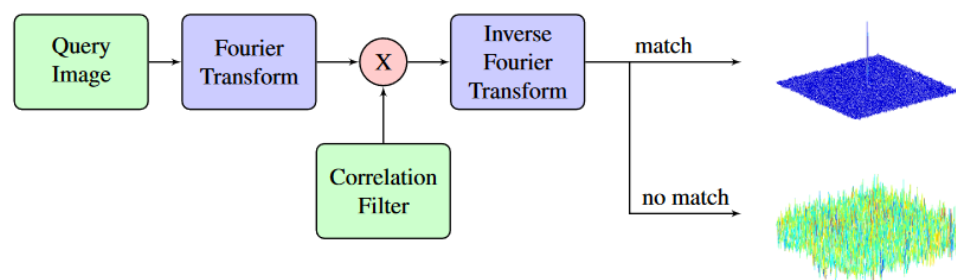 Query
Image
Fourier
Transform
X
Inverse
Fourier
Transform
match
Correlation
Filter
no match